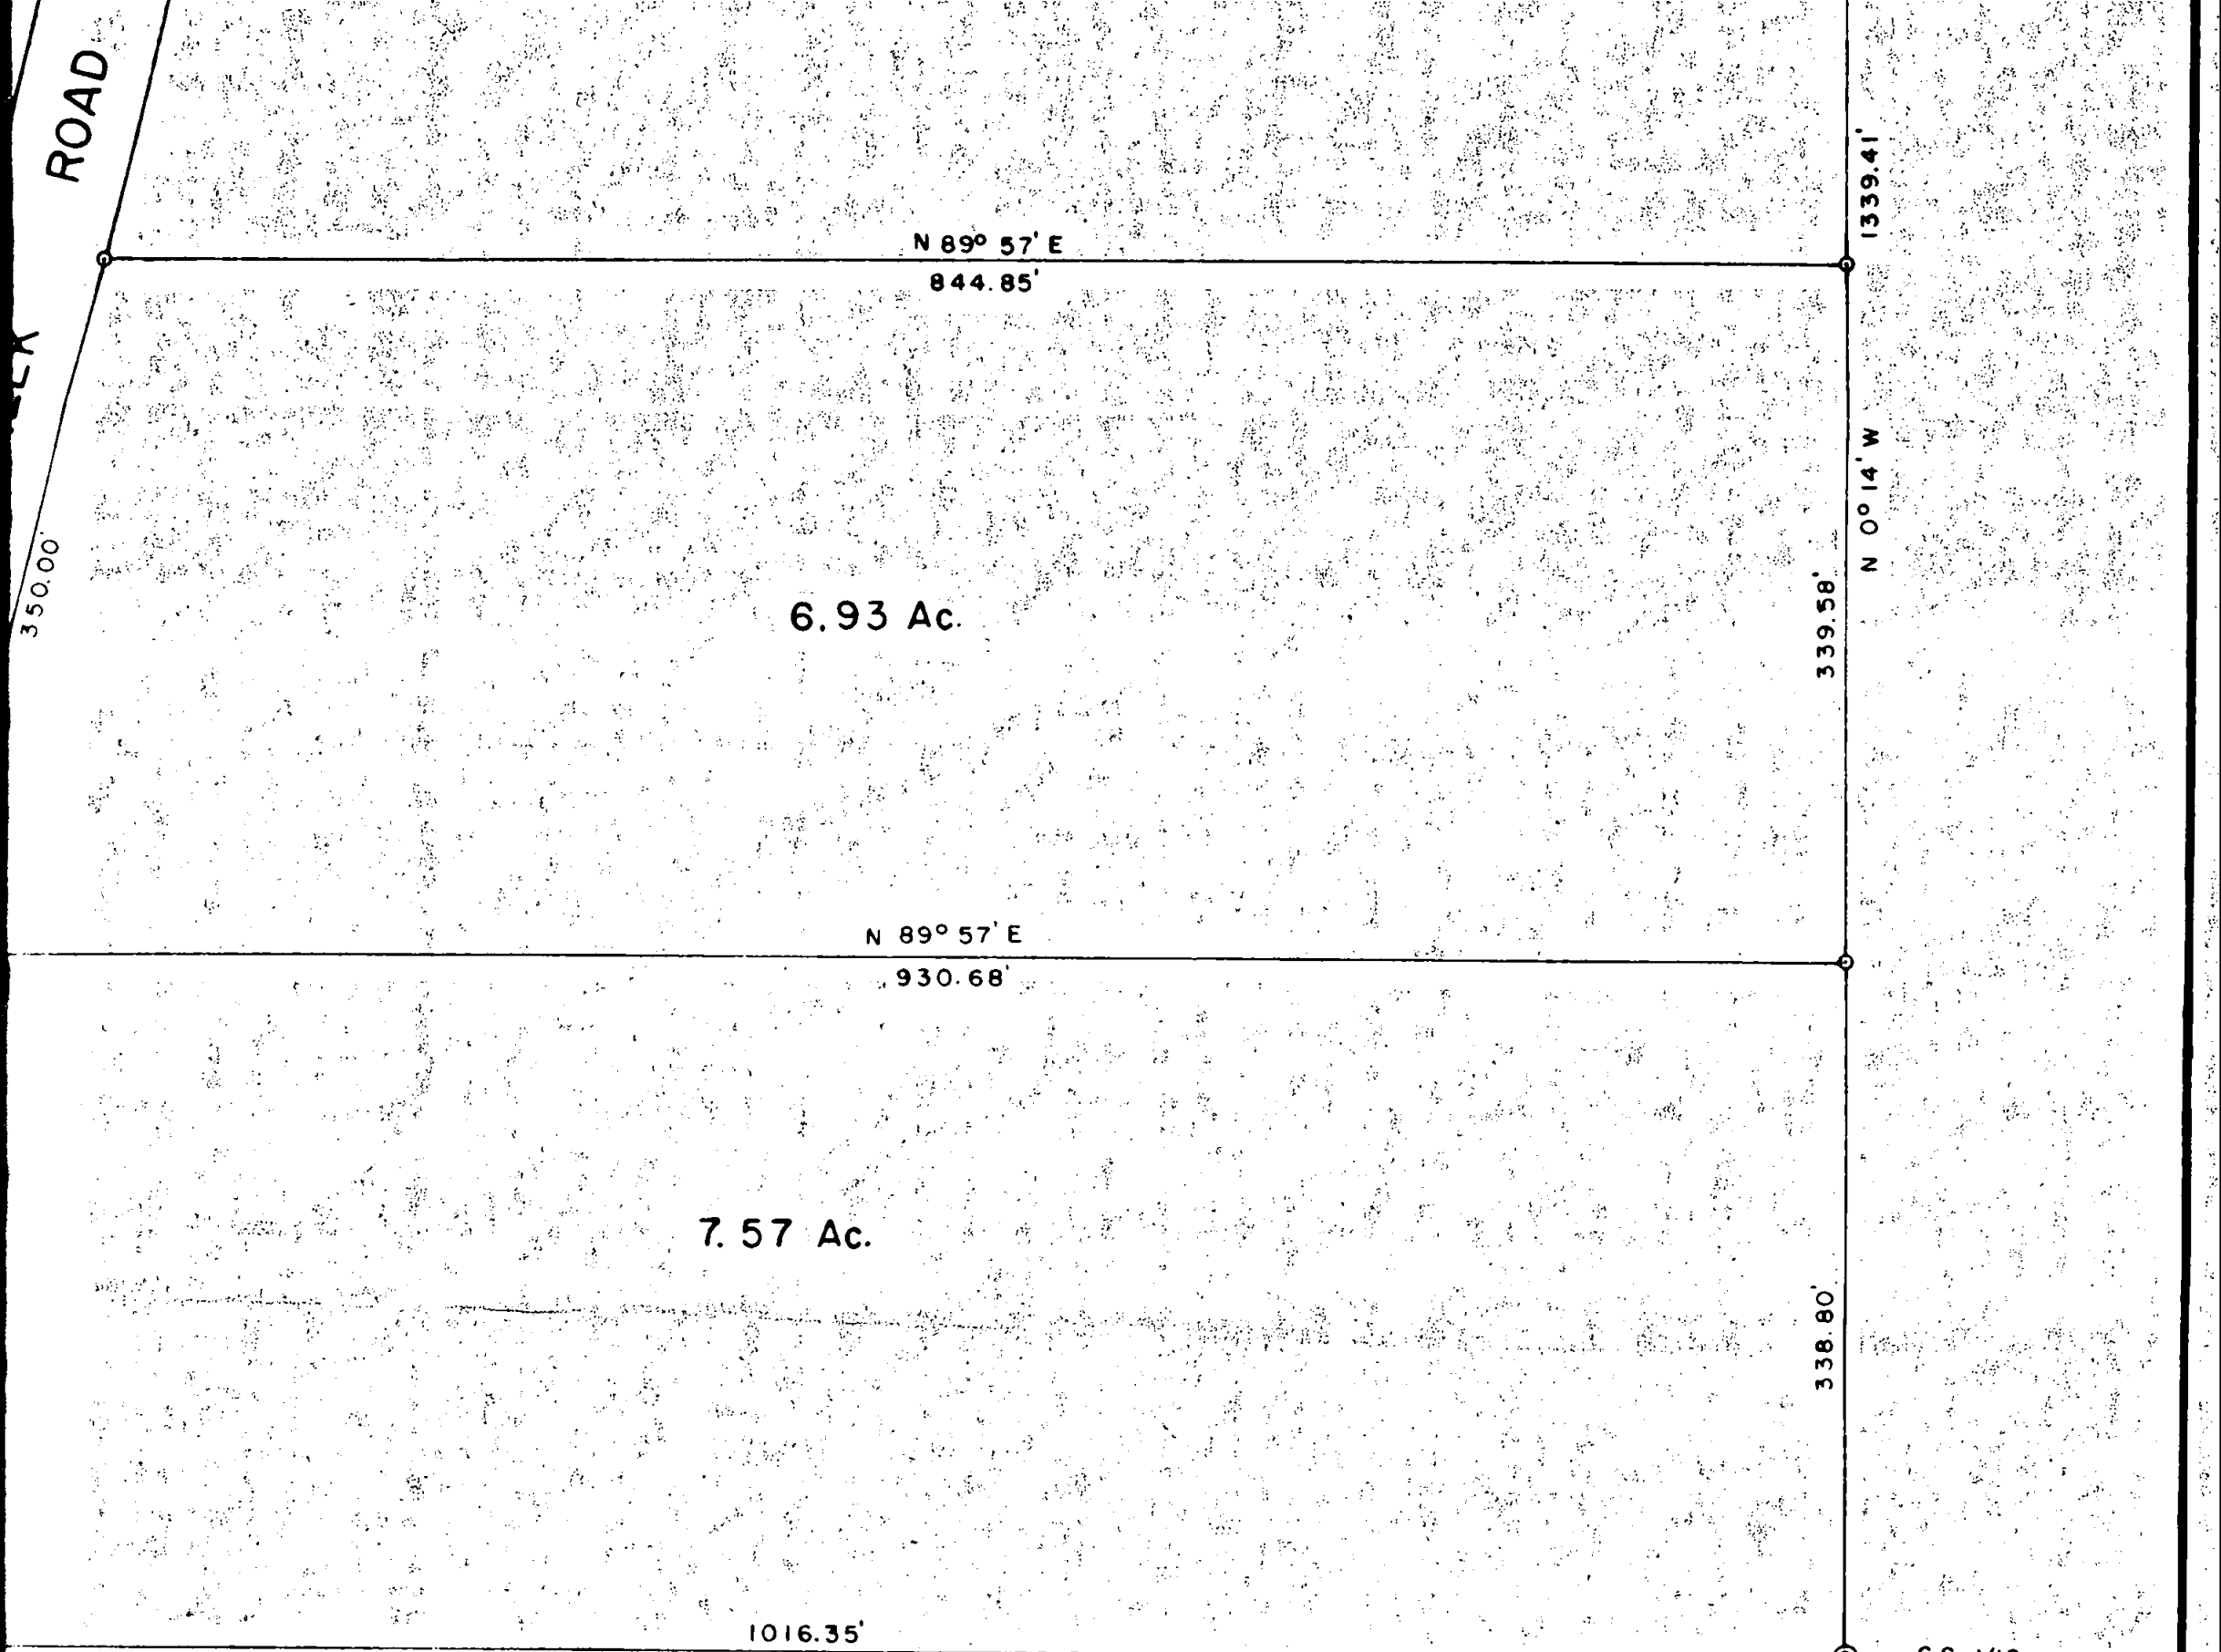 ROAD
1339.41'
N 89° 57' E
844.85'
N 0° 14' W
350.00'
339.58'
6.93 Ac.
N 89° 57' E
930.68'
7.57 Ac.
338.80'
1016.35'